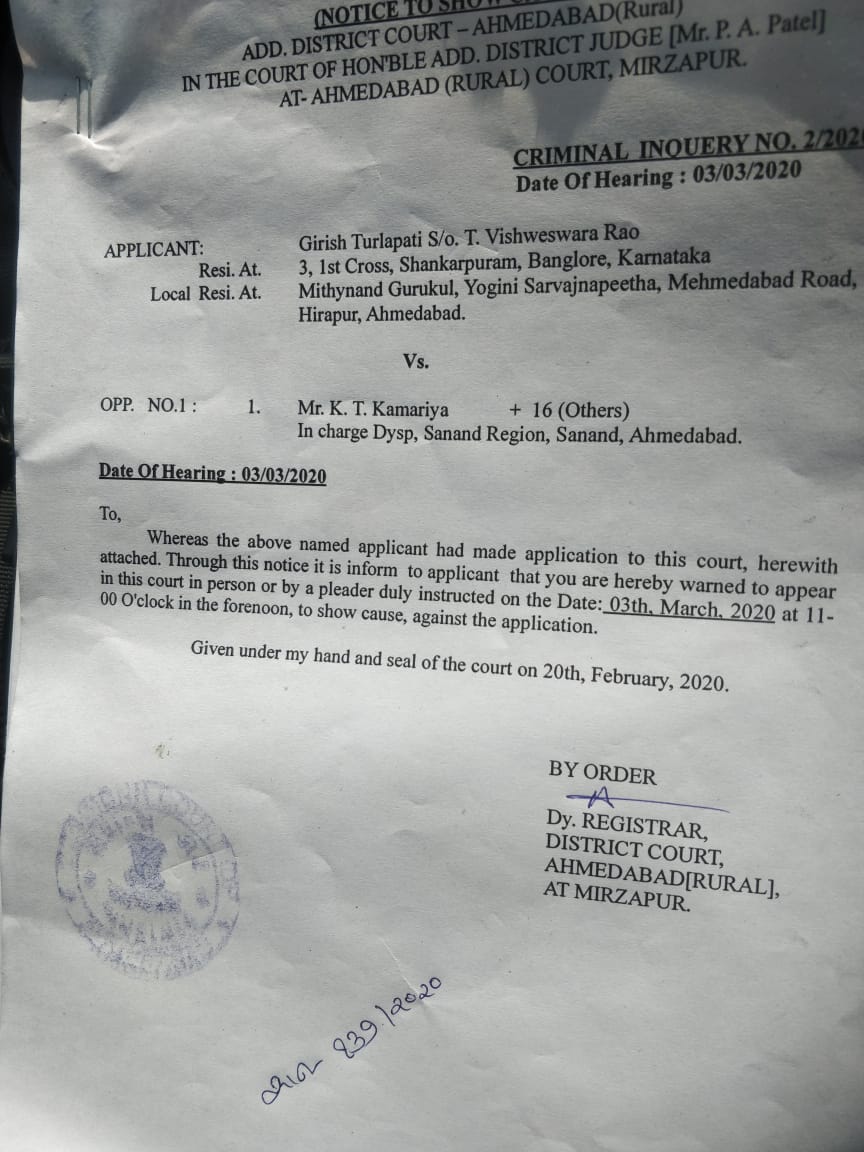 (NOTICE TO SHOW
ADD. DISTRICT COURT – AHMEDABAD(Rural)
IN THE COURT OF HON'BLE ADD. DISTRICT JUDGE [Mr. P. A. Patel]
AT- AHMEDABAD (RURAL) COURT, MIRZAPUR.
CRIMINAL INQUERY NO. 2/202
Date Of Hearing : 03/03/2020
APPLICANT: Girish Turlapati S/o. T. Vishweswara Rao
Resi. At. 3, 1st Cross, Shankarpuram, Banglore, Karnataka
Local Resi. At. Mithynand Gurukul, Yogini Sarvajnapeetha, Mehmedabad Road,
Hirapur, Ahmedabad.
Vs.
OPP. NO.1 : 1. Mr. K. T. Kamariya + 16 (Others)
In charge Dysp, Sanand Region, Sanand, Ahmedabad.
Date Of Hearing : 03/03/2020
To,
Whereas the above named applicant had made application to this court, herewith
attached. Through this notice it is inform to applicant that you are hereby warned to appear
in this court in person or by a pleader duly instructed on the Date: 03th, March, 2020 at 11-
00 O'clock in the forenoon, to show cause, against the application.
Given under my hand and seal of the court on 20th, February, 2020.
BY ORDER
Dy. REGISTRAR,
DISTRICT COURT,
AHMEDABAD[RURAL],
AT MIRZAPUR.
839/2020